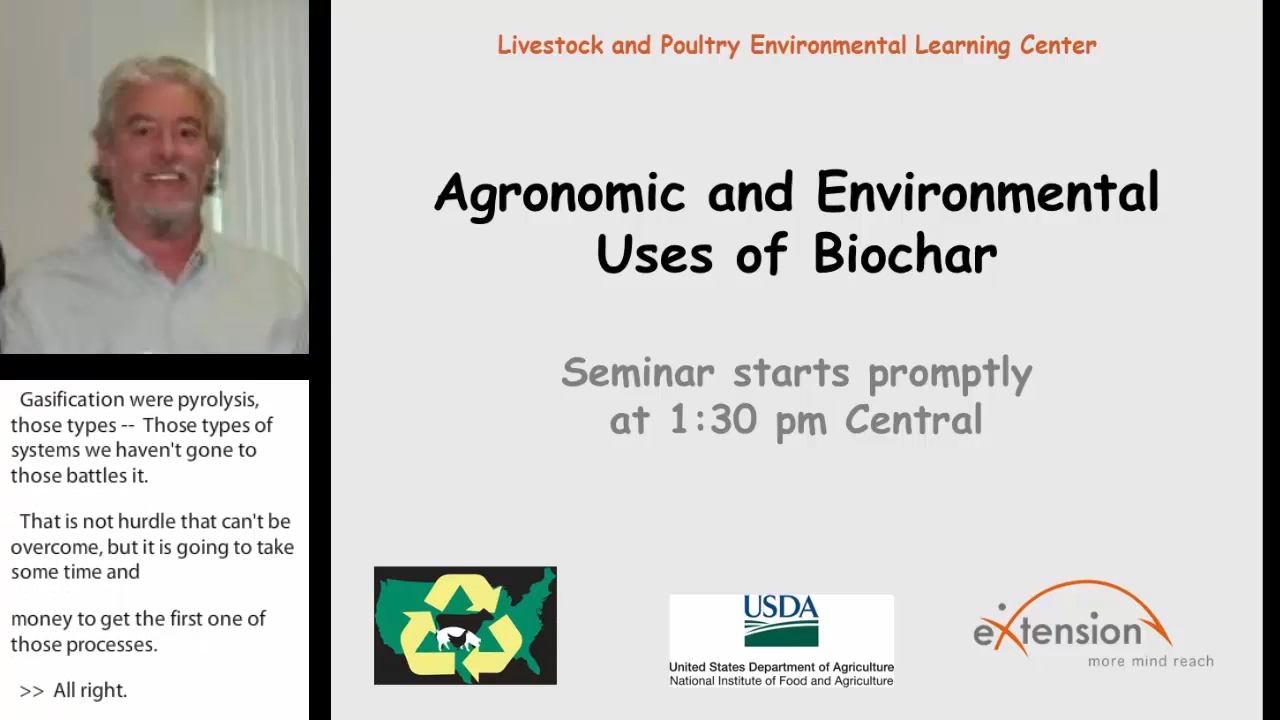 Livestock and Poultry Environmental Learning Center
Agronomic and Environmental
Uses of Biochar
Seminar starts promptly
at 1:30 pm Central
Gasification were pyrolysis,
those types -- Those types of
systems we haven't gone to
those battles it.
That is not hurdle that can't be
overcome, but it is going to take
some time and
money to get the first one of
those processes.
>> All right.
USDA
United States Department of Agriculture
National Institute of Food and Agriculture
eXtension
more mind reach